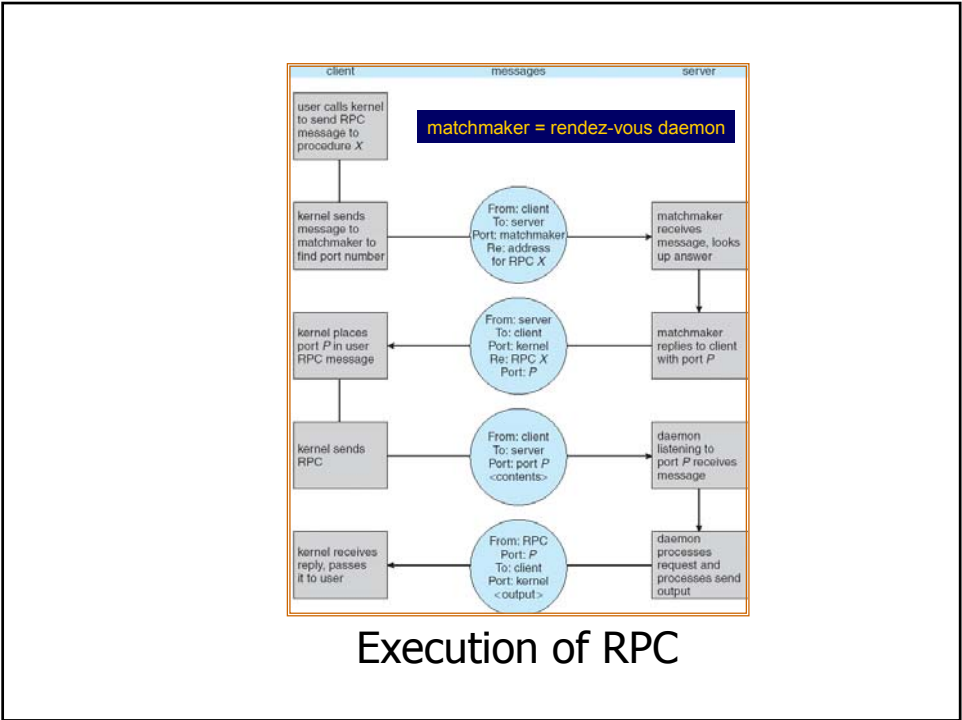 client
messages
server
user calls kernel
to send RPC
message to
procedure X
matchmaker = rendez-vous daemon
kernel sends
message to
matchmaker to
find port number
From: client
To: server
Port: matchmaker
Re: address
for RPC X
matchmaker
receives
message, looks
up answer
kernel places
port P in user
RPC message
From: server
To: client
Port: kernel
Re: RPC X
Port: P
matchmaker
replies to client
with port P
kernel sends
RPC
From: client
To: server
Port: port P
<contents>
daemon
listening to
port P receives
message
kernel receives
reply, passes
it to user
From: RPC
Port: P
To: client
Port: kernel
<output>
daemon
processes
request and
processes send
output
Execution of RPC